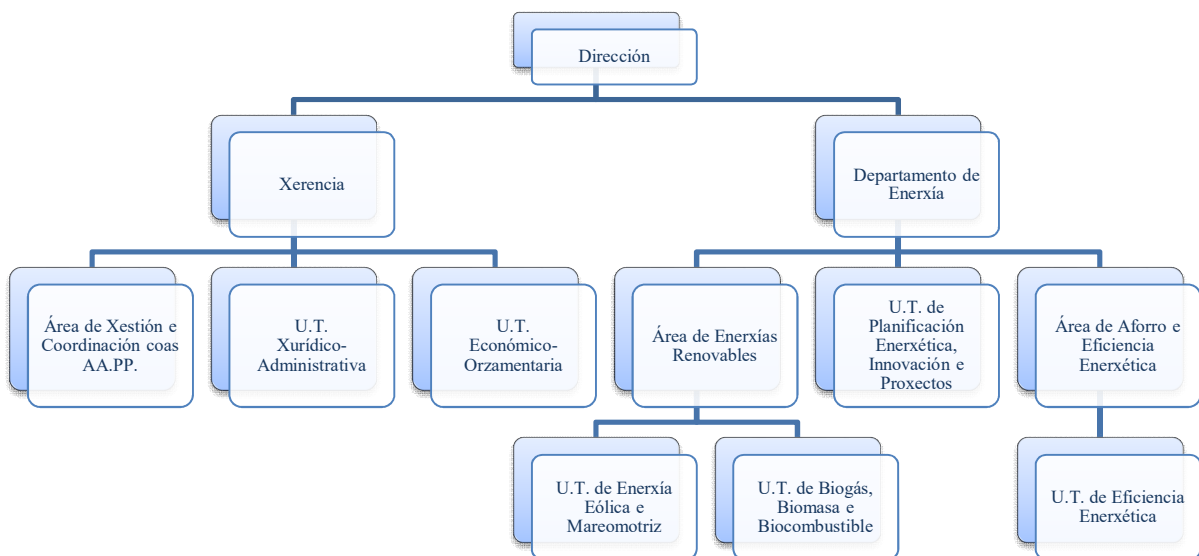 Dirección
Xerencia
Departamento de
Enerxía
Área de Xestión e
Coordinación coas
AA.PP.
U.T.
Xurídico-
Administrativa
U.T.
Económico-
Orzamentaria
Área de Enerxías
Renovables
U.T. de
Planificación
Enerxética,
Innovación e
Proxectos
Área de Aforro e
Eficiencia
Enerxética
U.T. de Enerxía
Eólica e
Mareomotriz
U.T. de Biogás,
Biomasa e
Biocombustible
U.T. de Eficiencia
Enerxética